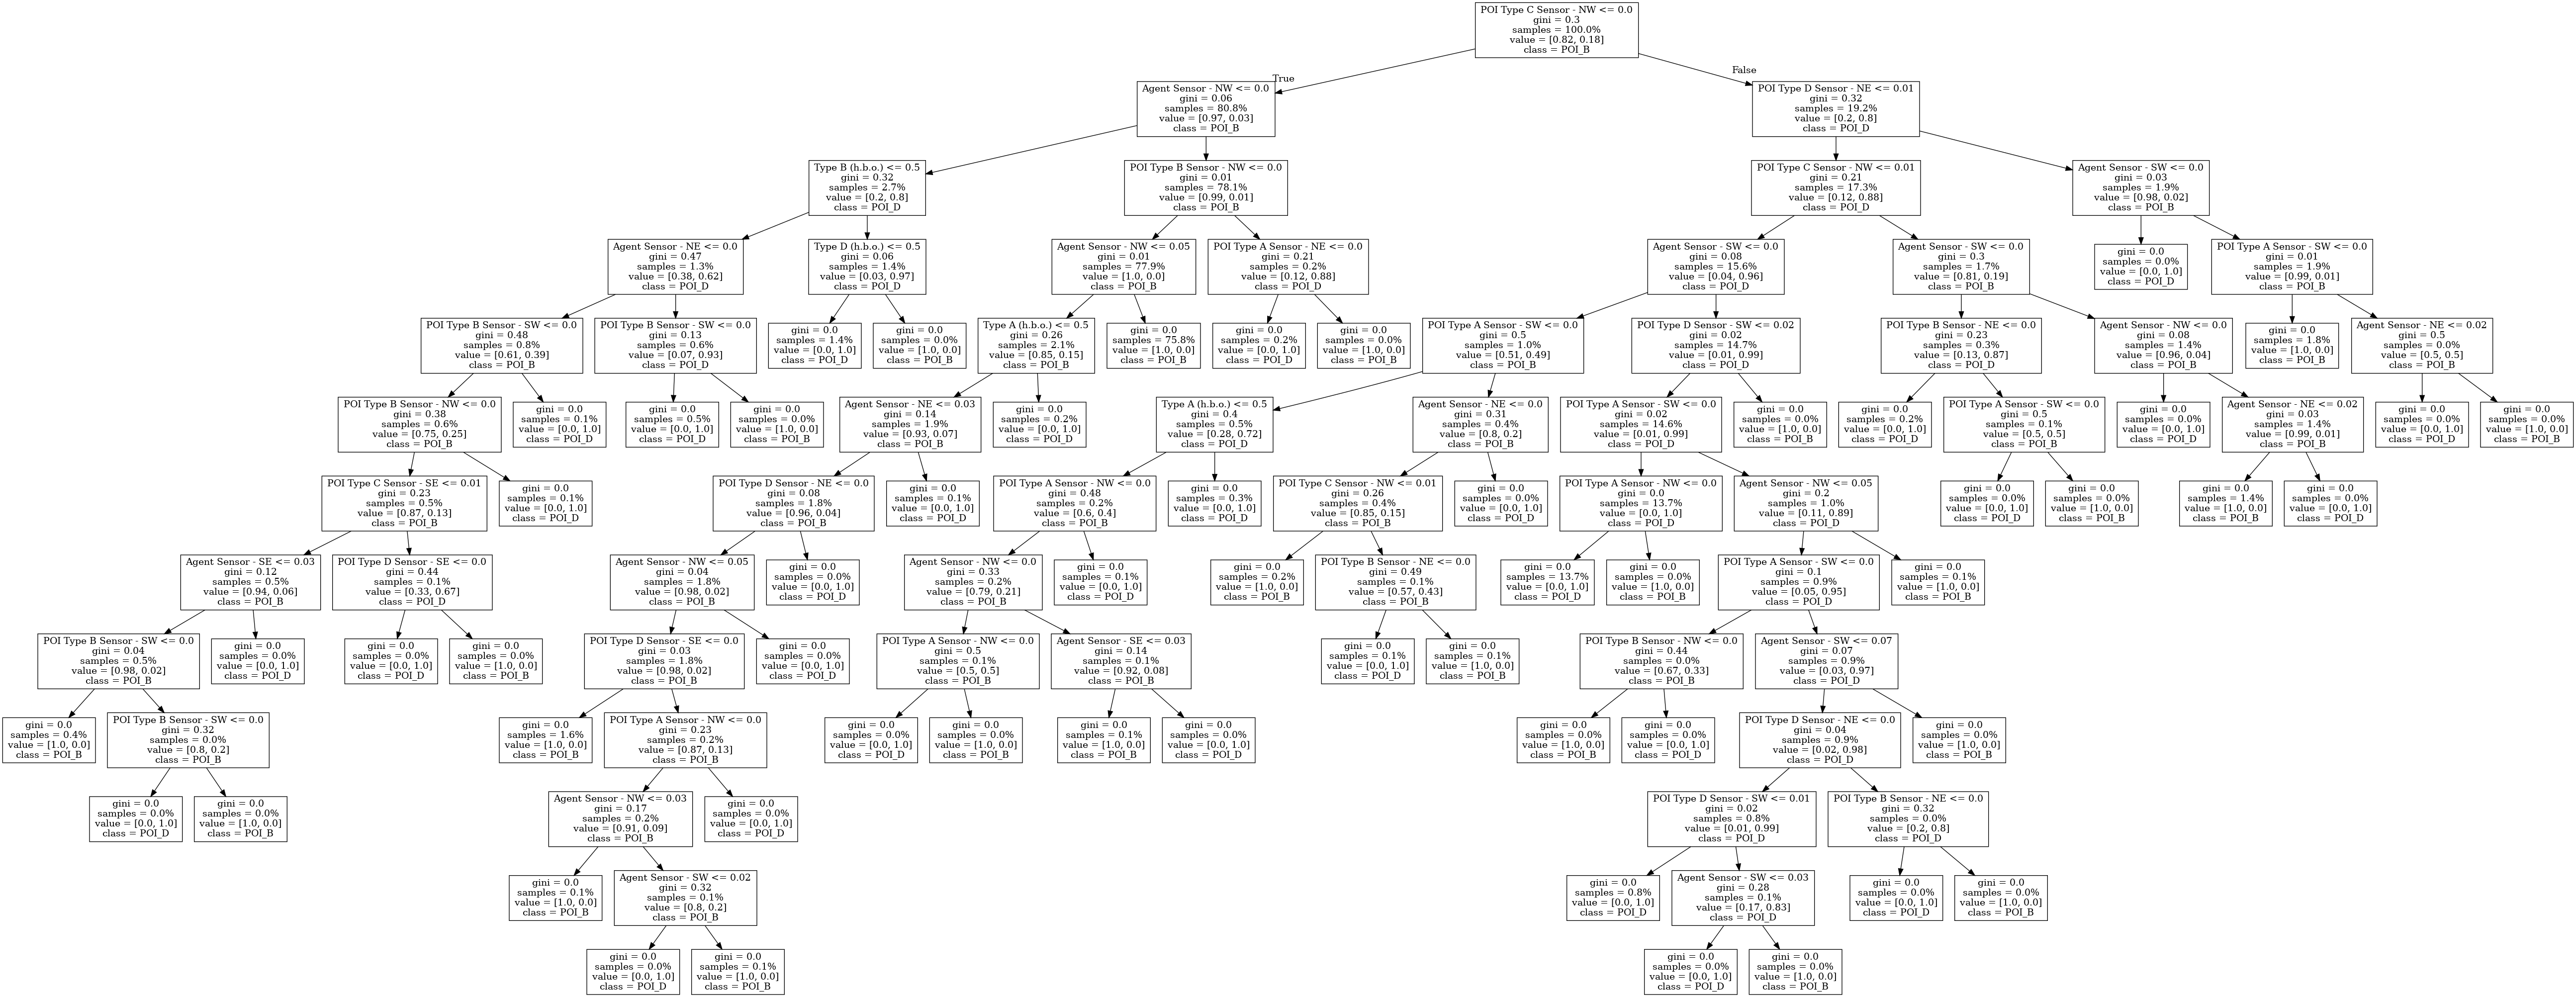 POI Type C Sensor - NW <= 0.0
gini = 0.3
samples = 100.0%
value = [0.82, 0.18]
class = POI_B
True
False
Agent Sensor - NW <= 0.0
gini = 0.06
samples = 80.8%
value = [0.97, 0.03]
class = POI_B
POI Type D Sensor - NE <= 0.01
gini = 0.32
samples = 19.2%
value = [0.2, 0.8]
class = POI_D
Type B (h.b.o.) <= 0.5
gini = 0.32
samples = 2.7%
value = [0.2, 0.8]
class = POI_D
POI Type B Sensor - NW <= 0.0
gini = 0.01
samples = 78.1%
value = [0.99, 0.01]
class = POI_B
POI Type C Sensor - NW <= 0.01
gini = 0.21
samples = 17.3%
value = [0.12, 0.88]
class = POI_D
Agent Sensor - SW <= 0.0
gini = 0.03
samples = 1.9%
value = [0.98, 0.02]
class = POI_B
Agent Sensor - NE <= 0.0
gini = 0.47
samples = 1.3%
value = [0.38, 0.62]
class = POI_D
Type D (h.b.o.) <= 0.5
gini = 0.06
samples = 1.4%
value = [0.03, 0.97]
class = POI_D
Agent Sensor - NW <= 0.05
gini = 0.01
samples = 77.9%
value = [1.0, 0.0]
class = POI_B
POI Type A Sensor - NE <= 0.0
gini = 0.21
samples = 0.2%
value = [0.12, 0.88]
class = POI_D
Agent Sensor - SW <= 0.0
gini = 0.08
samples = 15.6%
value = [0.04, 0.96]
class = POI_D
Agent Sensor - SW <= 0.0
gini = 0.3
samples = 1.7%
value = [0.81, 0.19]
class = POI_B
gini = 0.0
samples = 0.0%
value = [0.0, 1.0]
class = POI_D
POI Type A Sensor - SW <= 0.0
gini = 0.01
samples = 1.9%
value = [0.99, 0.01]
class = POI_B
POI Type B Sensor - SW <= 0.0
gini = 0.48
samples = 0.8%
value = [0.61, 0.39]
class = POI_B
POI Type B Sensor - SW <= 0.0
gini = 0.13
samples = 0.6%
value = [0.07, 0.93]
class = POI_D
gini = 0.0
samples = 1.4%
value = [0.0, 1.0]
class = POI_D
gini = 0.0
samples = 0.0%
value = [1.0, 0.0]
class = POI_B
Type A (h.b.o.) <= 0.5
gini = 0.26
samples = 2.1%
value = [0.85, 0.15]
class = POI_B
gini = 0.0
samples = 75.8%
value = [1.0, 0.0]
class = POI_B
gini = 0.0
samples = 0.2%
value = [0.0, 1.0]
class = POI_D
gini = 0.0
samples = 0.0%
value = [1.0, 0.0]
class = POI_B
POI Type A Sensor - SW <= 0.0
gini = 0.5
samples = 1.0%
value = [0.51, 0.49]
class = POI_B
POI Type D Sensor - SW <= 0.02
gini = 0.02
samples = 14.7%
value = [0.01, 0.99]
class = POI_D
POI Type B Sensor - NE <= 0.0
gini = 0.23
samples = 0.3%
value = [0.13, 0.87]
class = POI_D
Agent Sensor - NW <= 0.0
gini = 0.08
samples = 1.4%
value = [0.96, 0.04]
class = POI_B
gini = 0.0
samples = 1.8%
value = [1.0, 0.0]
class = POI_B
Agent Sensor - NE <= 0.02
gini = 0.5
samples = 0.0%
value = [0.5, 0.5]
class = POI_B
POI Type B Sensor - NW <= 0.0
gini = 0.38
samples = 0.6%
value = [0.75, 0.25]
class = POI_B
gini = 0.0
samples = 0.1%
value = [0.0, 1.0]
class = POI_D
gini = 0.0
samples = 0.5%
value = [0.0, 1.0]
class = POI_D
gini = 0.0
samples = 0.0%
value = [1.0, 0.0]
class = POI_B
Agent Sensor - NE <= 0.03
gini = 0.14
samples = 1.9%
value = [0.93, 0.07]
class = POI_B
gini = 0.0
samples = 0.2%
value = [0.0, 1.0]
class = POI_D
Type A (h.b.o.) <= 0.5
gini = 0.4
samples = 0.5%
value = [0.28, 0.72]
class = POI_D
Agent Sensor - NE <= 0.0
gini = 0.31
samples = 0.4%
value = [0.8, 0.2]
class = POI_B
POI Type A Sensor - SW <= 0.0
gini = 0.02
samples = 14.6%
value = [0.01, 0.99]
class = POI_D
gini = 0.0
samples = 0.0%
value = [1.0, 0.0]
class = POI_B
gini = 0.0
samples = 0.2%
value = [0.0, 1.0]
class = POI_D
POI Type A Sensor - SW <= 0.0
gini = 0.5
samples = 0.1%
value = [0.5, 0.5]
class = POI_B
gini = 0.0
samples = 0.0%
value = [0.0, 1.0]
class = POI_D
Agent Sensor - NE <= 0.02
gini = 0.03
samples = 1.4%
value = [0.99, 0.01]
class = POI_B
gini = 0.0
samples = 0.0%
value = [0.0, 1.0]
class = POI_D
gini = 0.0
samples = 0.0%
value = [1.0, 0.0]
class = POI_B
POI Type C Sensor - SE <= 0.01
gini = 0.23
samples = 0.5%
value = [0.87, 0.13]
class = POI_B
gini = 0.0
samples = 0.1%
value = [0.0, 1.0]
class = POI_D
POI Type D Sensor - NE <= 0.0
gini = 0.08
samples = 1.8%
value = [0.96, 0.04]
class = POI_B
gini = 0.0
samples = 0.1%
value = [0.0, 1.0]
class = POI_D
POI Type A Sensor - NW <= 0.0
gini = 0.48
samples = 0.2%
value = [0.6, 0.4]
class = POI_B
gini = 0.0
samples = 0.3%
value = [0.0, 1.0]
class = POI_D
POI Type C Sensor - NW <= 0.01
gini = 0.26
samples = 0.4%
value = [0.85, 0.15]
class = POI_B
gini = 0.0
samples = 0.0%
value = [0.0, 1.0]
class = POI_D
POI Type A Sensor - NW <= 0.0
gini = 0.0
samples = 13.7%
value = [0.0, 1.0]
class = POI_D
Agent Sensor - NW <= 0.05
gini = 0.2
samples = 1.0%
value = [0.11, 0.89]
class = POI_D
gini = 0.0
samples = 0.0%
value = [0.0, 1.0]
class = POI_D
gini = 0.0
samples = 0.0%
value = [1.0, 0.0]
class = POI_B
gini = 0.0
samples = 1.4%
value = [1.0, 0.0]
class = POI_B
gini = 0.0
samples = 0.0%
value = [0.0, 1.0]
class = POI_D
Agent Sensor - SE <= 0.03
gini = 0.12
samples = 0.5%
value = [0.94, 0.06]
class = POI_B
POI Type D Sensor - SE <= 0.0
gini = 0.44
samples = 0.1%
value = [0.33, 0.67]
class = POI_D
Agent Sensor - NW <= 0.05
gini = 0.04
samples = 1.8%
value = [0.98, 0.02]
class = POI_B
gini = 0.0
samples = 0.0%
value = [0.0, 1.0]
class = POI_D
Agent Sensor - NW <= 0.0
gini = 0.33
samples = 0.2%
value = [0.79, 0.21]
class = POI_B
gini = 0.0
samples = 0.1%
value = [0.0, 1.0]
class = POI_D
gini = 0.0
samples = 0.2%
value = [1.0, 0.0]
class = POI_B
POI Type B Sensor - NE <= 0.0
gini = 0.49
samples = 0.1%
value = [0.57, 0.43]
class = POI_B
gini = 0.0
samples = 13.7%
value = [0.0, 1.0]
class = POI_D
gini = 0.0
samples = 0.0%
value = [1.0, 0.0]
class = POI_B
POI Type A Sensor - SW <= 0.0
gini = 0.1
samples = 0.9%
value = [0.05, 0.95]
class = POI_D
gini = 0.0
samples = 0.1%
value = [1.0, 0.0]
class = POI_B
POI Type B Sensor - SW <= 0.0
gini = 0.04
samples = 0.5%
value = [0.98, 0.02]
class = POI_B
gini = 0.0
samples = 0.0%
value = [0.0, 1.0]
class = POI_D
gini = 0.0
samples = 0.0%
value = [0.0, 1.0]
class = POI_D
gini = 0.0
samples = 0.0%
value = [1.0, 0.0]
class = POI_B
POI Type D Sensor - SE <= 0.0
gini = 0.03
samples = 1.8%
value = [0.98, 0.02]
class = POI_B
gini = 0.0
samples = 0.0%
value = [0.0, 1.0]
class = POI_D
POI Type A Sensor - NW <= 0.0
gini = 0.5
samples = 0.1%
value = [0.5, 0.5]
class = POI_B
Agent Sensor - SE <= 0.03
gini = 0.14
samples = 0.1%
value = [0.92, 0.08]
class = POI_B
gini = 0.0
samples = 0.1%
value = [0.0, 1.0]
class = POI_D
gini = 0.0
samples = 0.1%
value = [1.0, 0.0]
class = POI_B
POI Type B Sensor - NW <= 0.0
gini = 0.44
samples = 0.0%
value = [0.67, 0.33]
class = POI_B
Agent Sensor - SW <= 0.07
gini = 0.07
samples = 0.9%
value = [0.03, 0.97]
class = POI_D
gini = 0.0
samples = 0.4%
value = [1.0, 0.0]
class = POI_B
POI Type B Sensor - SW <= 0.0
gini = 0.32
samples = 0.0%
value = [0.8, 0.2]
class = POI_B
gini = 0.0
samples = 1.6%
value = [1.0, 0.0]
class = POI_B
POI Type A Sensor - NW <= 0.0
gini = 0.23
samples = 0.2%
value = [0.87, 0.13]
class = POI_B
gini = 0.0
samples = 0.0%
value = [0.0, 1.0]
class = POI_D
gini = 0.0
samples = 0.0%
value = [1.0, 0.0]
class = POI_B
gini = 0.0
samples = 0.1%
value = [1.0, 0.0]
class = POI_B
gini = 0.0
samples = 0.0%
value = [0.0, 1.0]
class = POI_D
gini = 0.0
samples = 0.0%
value = [1.0, 0.0]
class = POI_B
gini = 0.0
samples = 0.0%
value = [0.0, 1.0]
class = POI_D
POI Type D Sensor - NE <= 0.0
gini = 0.04
samples = 0.9%
value = [0.02, 0.98]
class = POI_D
gini = 0.0
samples = 0.0%
value = [1.0, 0.0]
class = POI_B
gini = 0.0
samples = 0.0%
value = [0.0, 1.0]
class = POI_D
gini = 0.0
samples = 0.0%
value = [1.0, 0.0]
class = POI_B
Agent Sensor - NW <= 0.03
gini = 0.17
samples = 0.2%
value = [0.91, 0.09]
class = POI_B
gini = 0.0
samples = 0.0%
value = [0.0, 1.0]
class = POI_D
POI Type D Sensor - SW <= 0.01
gini = 0.02
samples = 0.8%
value = [0.01, 0.99]
class = POI_D
POI Type B Sensor - NE <= 0.0
gini = 0.32
samples = 0.0%
value = [0.2, 0.8]
class = POI_D
gini = 0.0
samples = 0.1%
value = [1.0, 0.0]
class = POI_B
Agent Sensor - SW <= 0.02
gini = 0.32
samples = 0.1%
value = [0.8, 0.2]
class = POI_B
gini = 0.0
samples = 0.8%
value = [0.0, 1.0]
class = POI_D
Agent Sensor - SW <= 0.03
gini = 0.28
samples = 0.1%
value = [0.17, 0.83]
class = POI_D
gini = 0.0
samples = 0.0%
value = [0.0, 1.0]
class = POI_D
gini = 0.0
samples = 0.0%
value = [1.0, 0.0]
class = POI_B
gini = 0.0
samples = 0.0%
value = [0.0, 1.0]
class = POI_D
gini = 0.0
samples = 0.1%
value = [1.0, 0.0]
class = POI_B
gini = 0.0
samples = 0.0%
value = [0.0, 1.0]
class = POI_D
gini = 0.0
samples = 0.0%
value = [1.0, 0.0]
class = POI_B